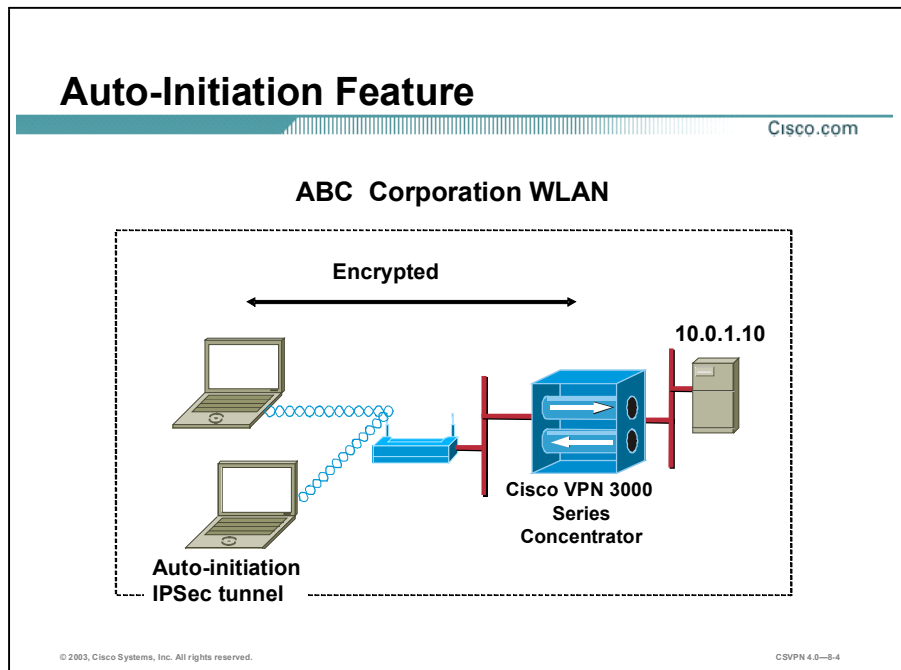 Auto-Initiation Feature
Cisco.com
ABC Corporation WLAN
Encrypted
10.0.1.10
Cisco VPN 3000
Series
Concentrator
Auto-initiation
IPSec tunnel
© 2003, Cisco Systems, Inc. All rights reserved.
CSVPN 4.0—8-4